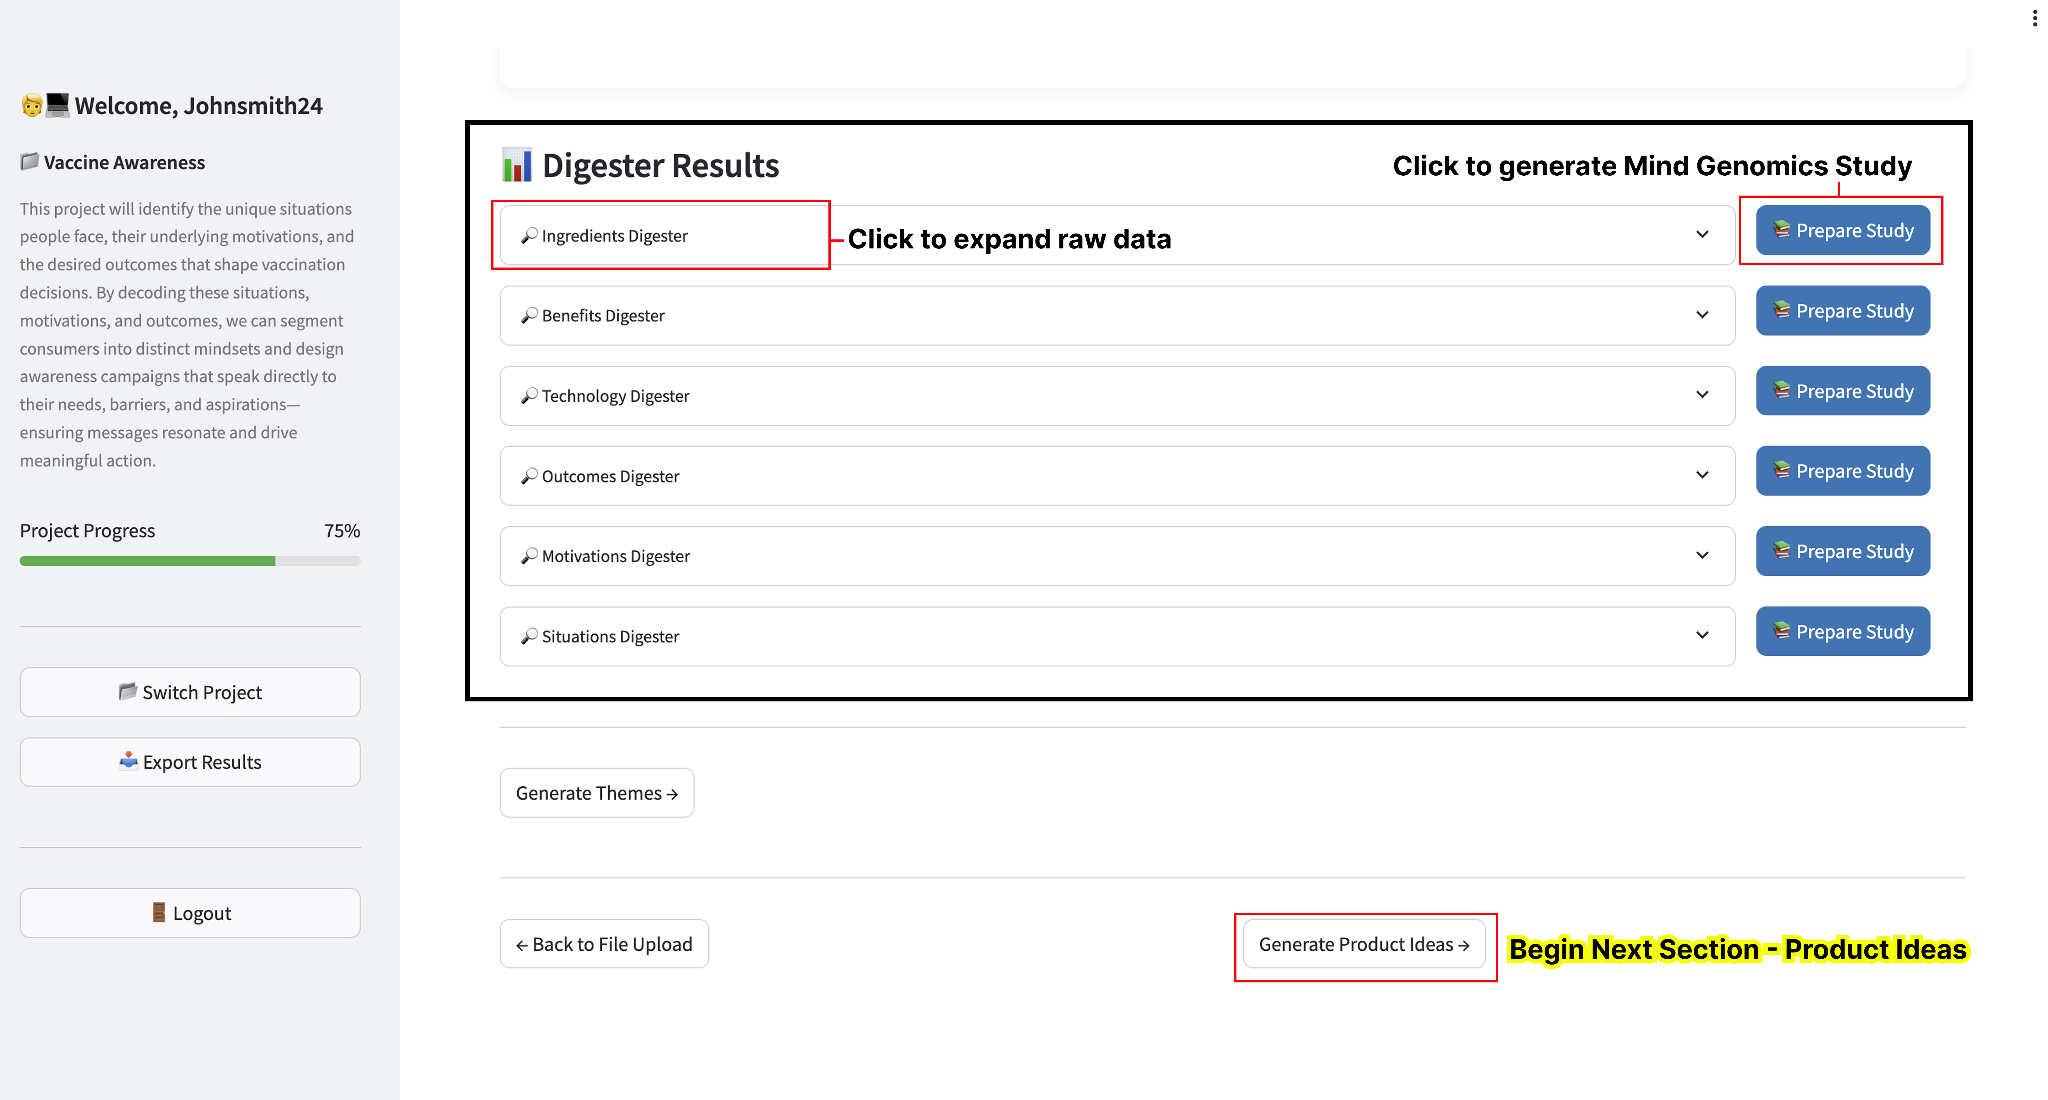 Welcome, Johnsmith24
Vaccine Awareness
This project will identify the unique situations
people face, their underlying motivations, and
the desired outcomes that shape vaccination
decisions. By decoding these situations,
motivations, and outcomes, we can segment
consumers into distinct mindsets and design
awareness campaigns that speak directly to
their needs, barriers, and aspirations—
ensuring messages resonate and drive
meaningful action.
Project Progress 75%
Switch Project
Export Results
Logout
Digester Results
Click to generate Mind Genomics Study
Ingredients Digester
Click to expand raw data
Prepare Study
Benefits Digester
Prepare Study
Technology Digester
Prepare Study
Outcomes Digester
Prepare Study
Motivations Digester
Prepare Study
Situations Digester
Prepare Study
Generate Themes →
← Back to File Upload
Generate Product Ideas →
Begin Next Section - Product Ideas